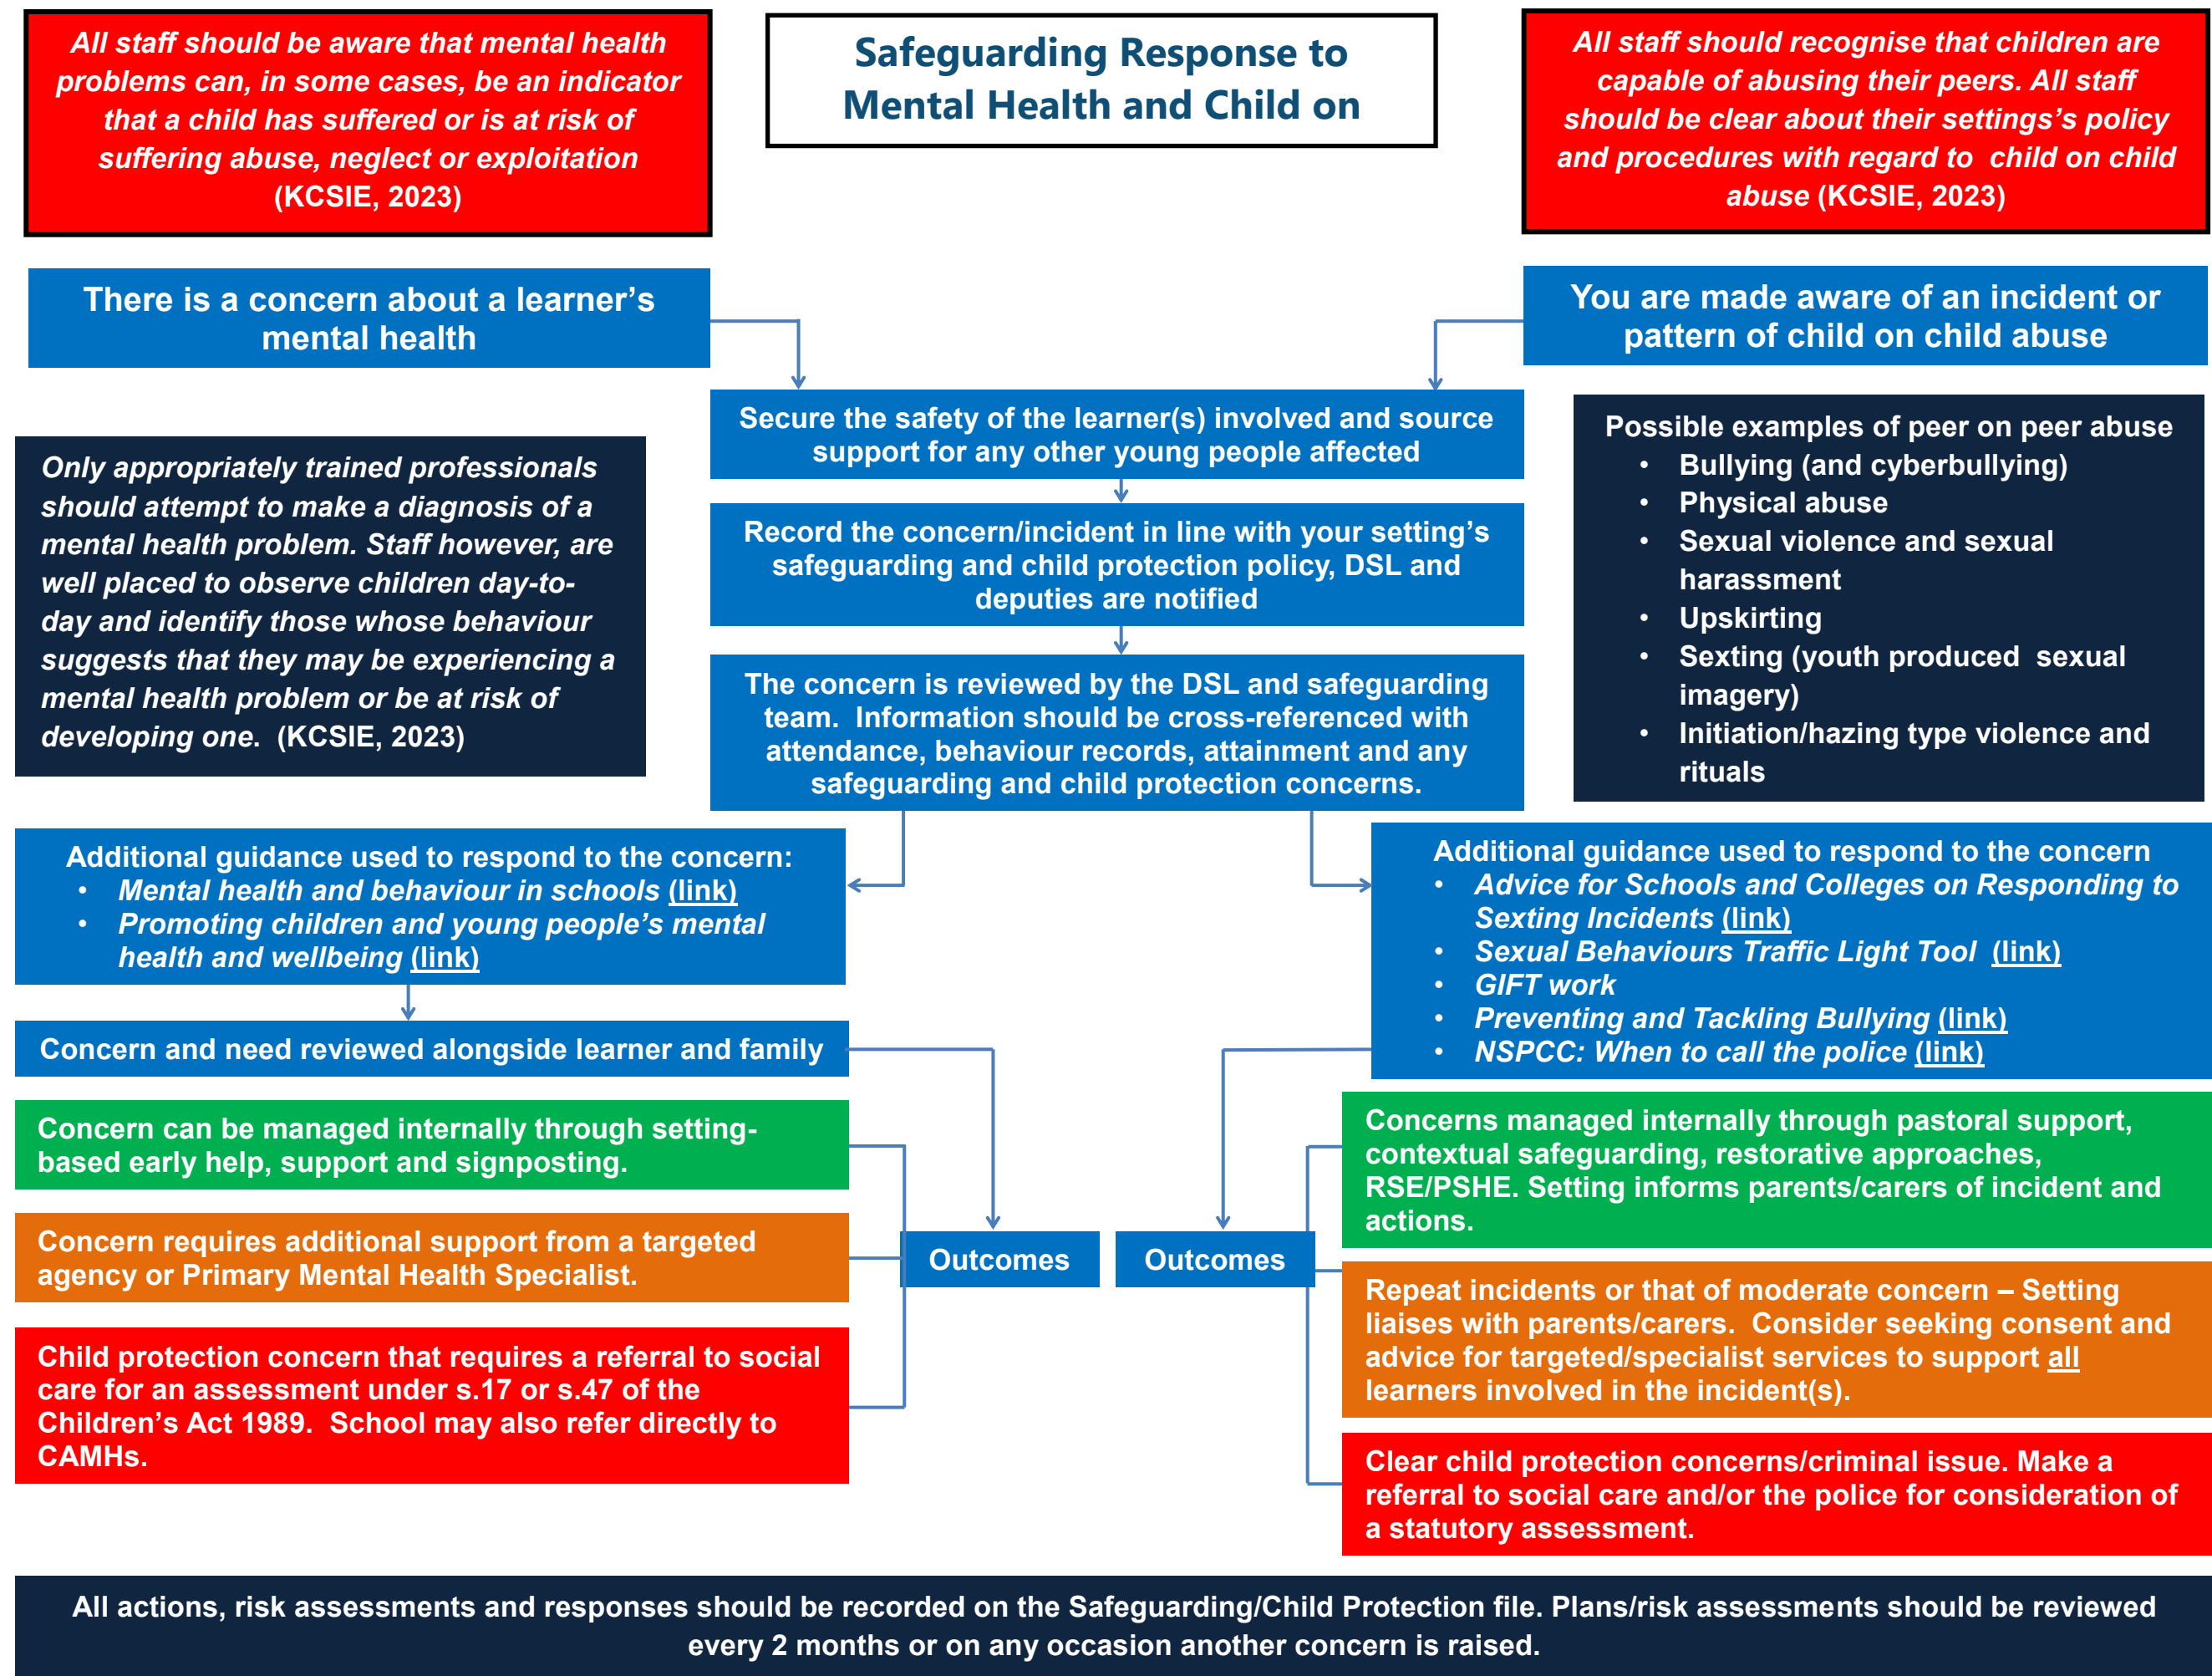 All staff should be aware that mental health
problems can, in some cases, be an indicator
that a child has suffered or is at risk of
suffering abuse, neglect or exploitation
(KCSIE, 2023)
Safeguarding Response to
Mental Health and Child on
All staff should recognise that children are
capable of abusing their peers. All staff
should be clear about their settings’s policy
and procedures with regard to child on child
abuse (KCSIE, 2023)
There is a concern about a learner’s
mental health
You are made aware of an incident or
pattern of child on child abuse
Secure the safety of the learner(s) involved and source
support for any other young people affected
Only appropriately trained professionals
should attempt to make a diagnosis of a
mental health problem. Staff however, are
well placed to observe children day-to-
day and identify those whose behaviour
suggests that they may be experiencing a
mental health problem or be at risk of
developing one. (KCSIE, 2023)
Record the concern/incident in line with your setting’s
safeguarding and child protection policy, DSL and
deputies are notified
Possible examples of peer on peer abuse
• Bullying (and cyberbullying)
• Physical abuse
• Sexual violence and sexual
harassment
• Upskirting
• Sexting (youth produced sexual
imagery)
• Initiation/hazing type violence and
rituals
The concern is reviewed by the DSL and safeguarding
team. Information should be cross-referenced with
attendance, behaviour records, attainment and any
safeguarding and child protection concerns.
Additional guidance used to respond to the concern:
• Mental health and behaviour in schools (link)
• Promoting children and young people’s mental
health and wellbeing (link)
Additional guidance used to respond to the concern
• Advice for Schools and Colleges on Responding to
Sexting Incidents (link)
• Sexual Behaviours Traffic Light Tool (link)
• GIFT work
• Preventing and Tackling Bullying (link)
• NSPCC: When to call the police (link)
Concern and need reviewed alongside learner and family
Concern can be managed internally through setting-
based early help, support and signposting.
Concern requires additional support from a targeted
agency or Primary Mental Health Specialist.
Child protection concern that requires a referral to social
care for an assessment under s.17 or s.47 of the
Children’s Act 1989. School may also refer directly to
CAMHs.
Outcomes
Outcomes
Concerns managed internally through pastoral support,
contextual safeguarding, restorative approaches,
RSE/PSHE. Setting informs parents/carers of incident and
actions.
Repeat incidents or that of moderate concern – Setting
liaises with parents/carers. Consider seeking consent and
advice for targeted/specialist services to support all
learners involved in the incident(s).
Clear child protection concerns/criminal issue. Make a
referral to social care and/or the police for consideration of
a statutory assessment.
All actions, risk assessments and responses should be recorded on the Safeguarding/Child Protection file. Plans/risk assessments should be reviewed
every 2 months or on any occasion another concern is raised.